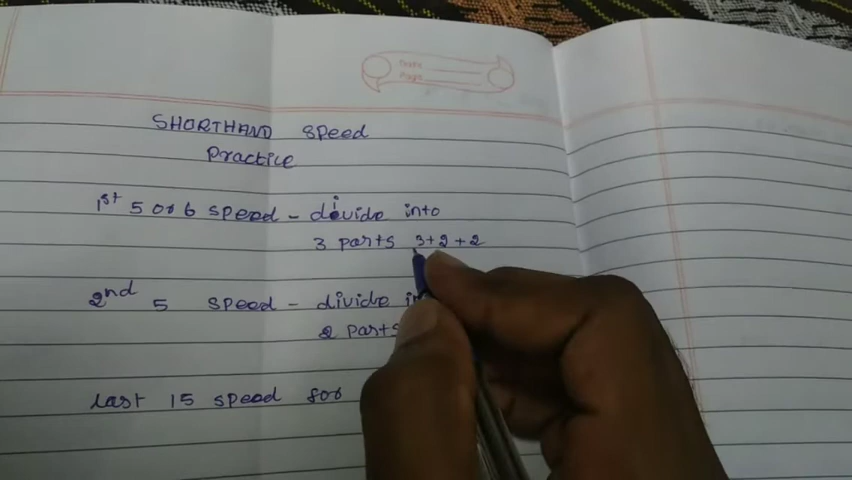 SHORTHAND Speed
Practice
1st 5 or 6 speed - divide into
3 parts 3+2+2
2nd 5 speed - divide
2 parts
last 15 speed for